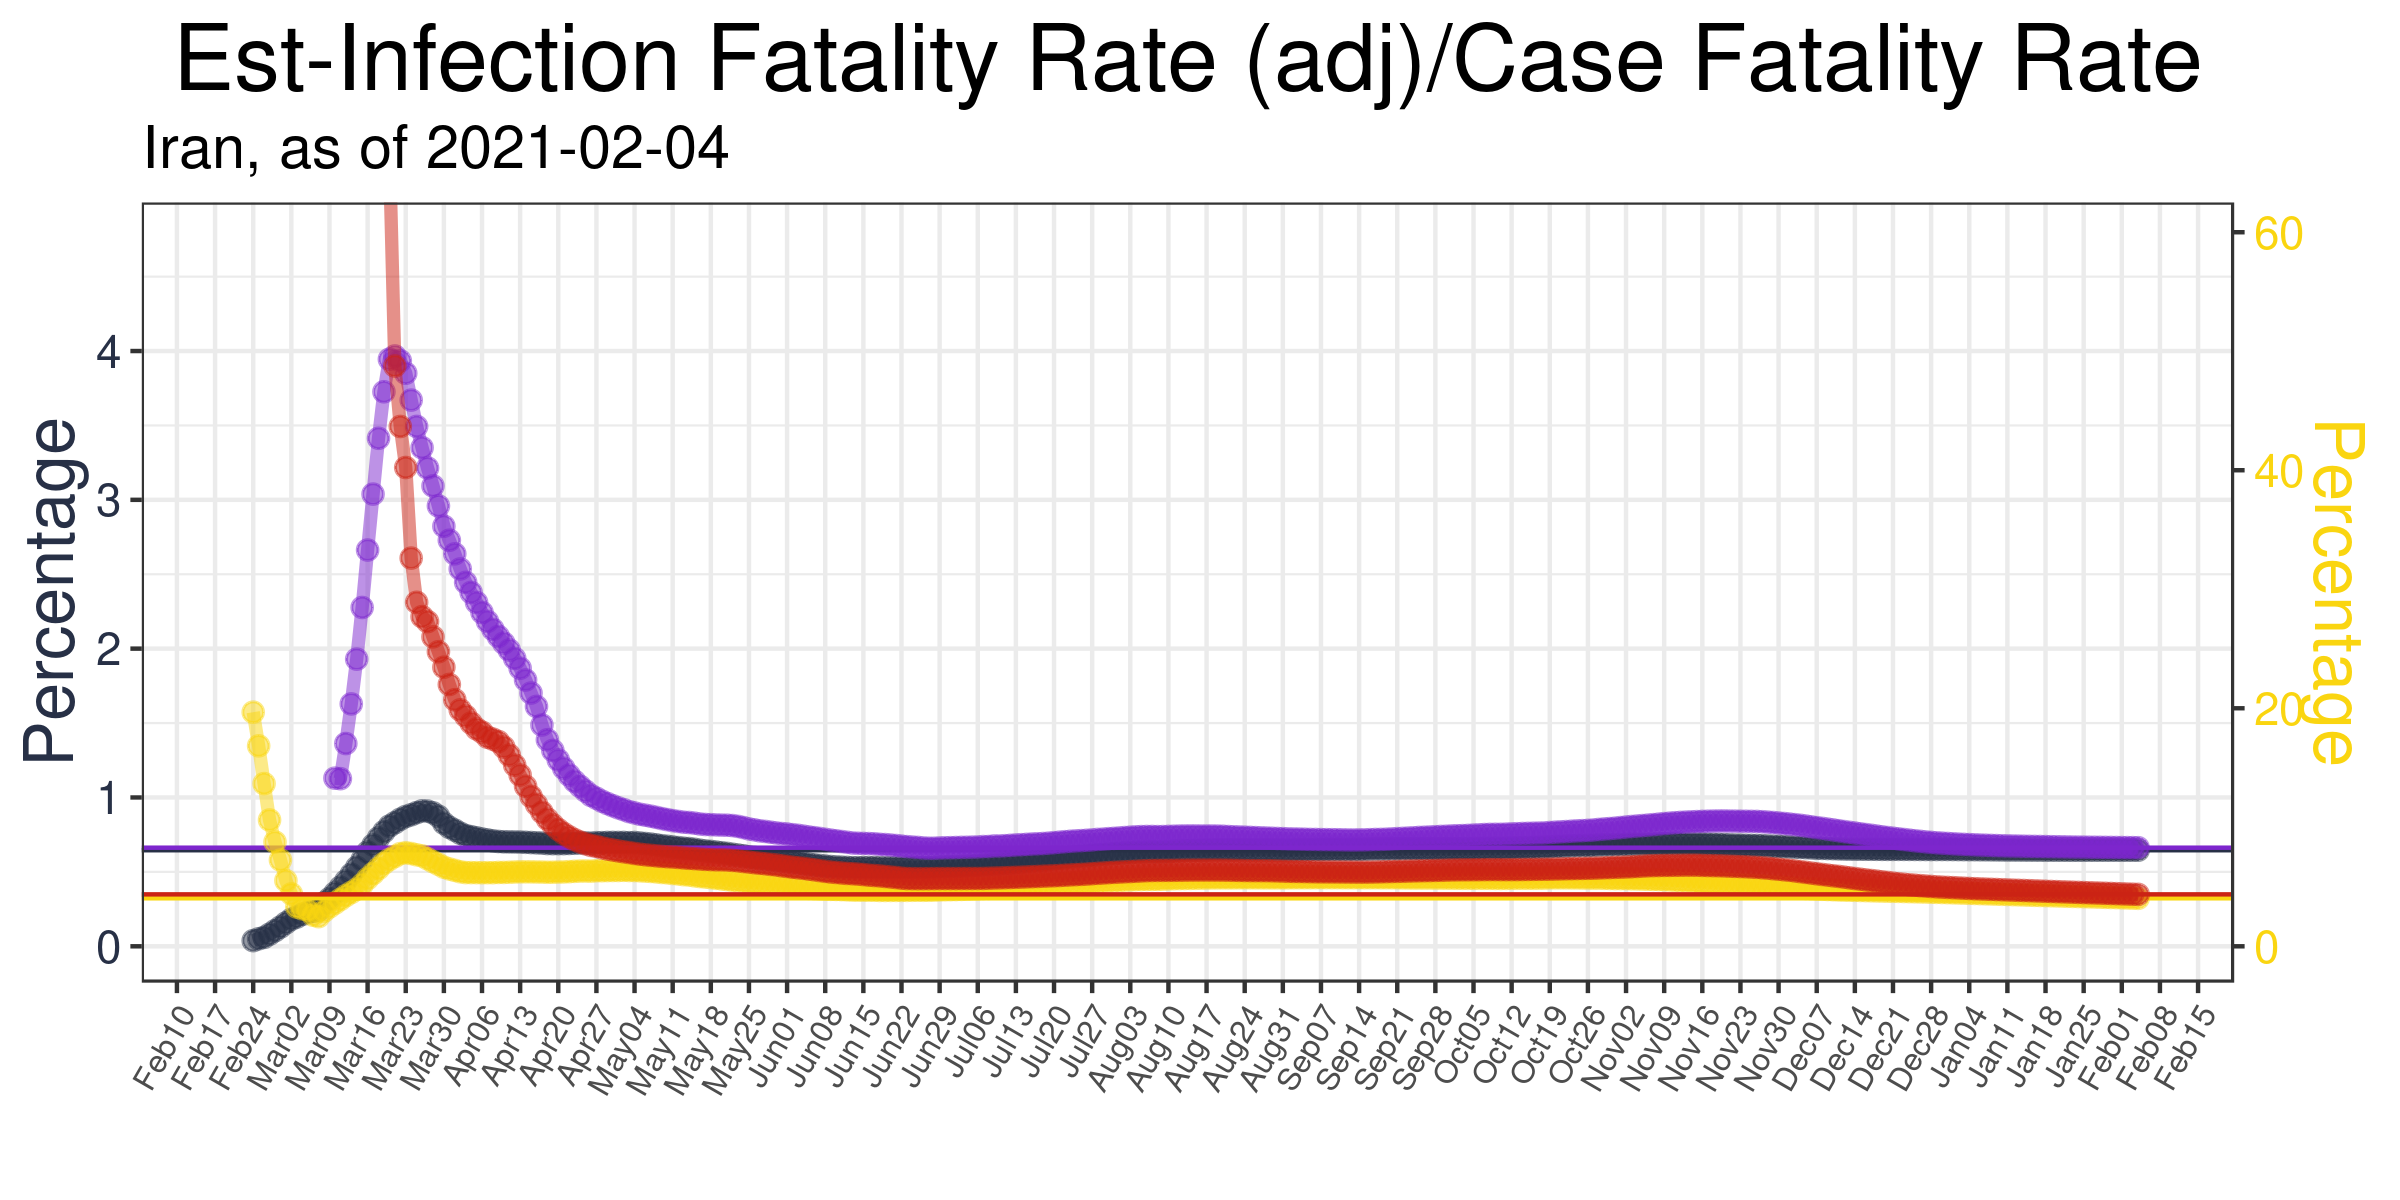 Est-Infection Fatality Rate (adj)/Case Fatality Rate
Iran, as of 2021-02-04
Percentage
4
3
2
1
0
60
40
20
0
Percentage
Feb10
Feb17
Feb24
Mar02
Mar09
Mar16
Mar23
Mar30
Apr06
Apr13
Apr20
Apr27
May04
May11
May18
May25
Jun01
Jun08
Jun15
Jun22
Jun29
Jul06
Jul13
Jul20
Jul27
Aug03
Aug10
Aug17
Aug24
Aug31
Sep07
Sep14
Sep21
Sep28
Oct05
Oct12
Oct19
Oct26
Nov02
Nov09
Nov16
Nov23
Nov30
Dec07
Dec14
Dec21
Dec28
Jan04
Jan11
Jan18
Jan25
Feb01
Feb08
Feb15